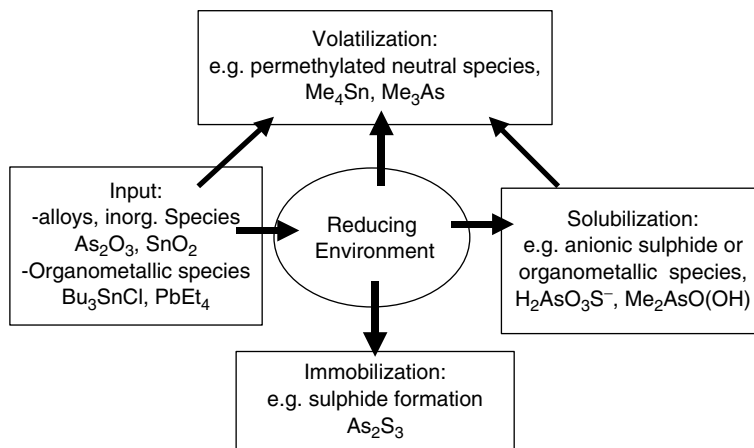 Volatilization:
e.g. permethylated neutral species,
Me₄Sn, Me₃As
Input:
-alloys, inorg. Species
As₂O₃, SnO₂
-Organometallic species
Bu₃SnCl, PbEt₄
Reducing
Environment
Solubilization:
e.g. anionic sulphide or
organometallic species,
H₂AsO₃S⁻, Me₂AsO(OH)
Immobilization:
e.g. sulphide formation
As₂S₃